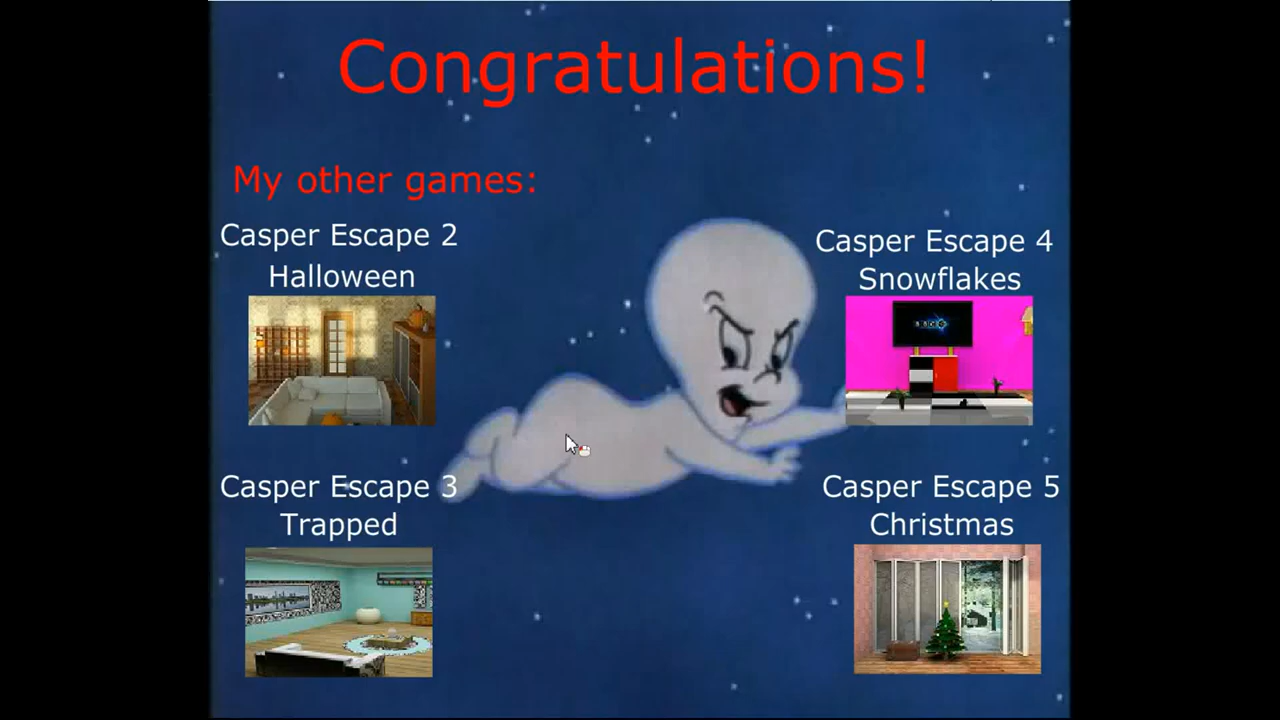 Congratulations!
My other games:
Casper Escape 2
Halloween
Casper Escape 4
Snowflakes
Casper Escape 3
Trapped
Casper Escape 5
Christmas